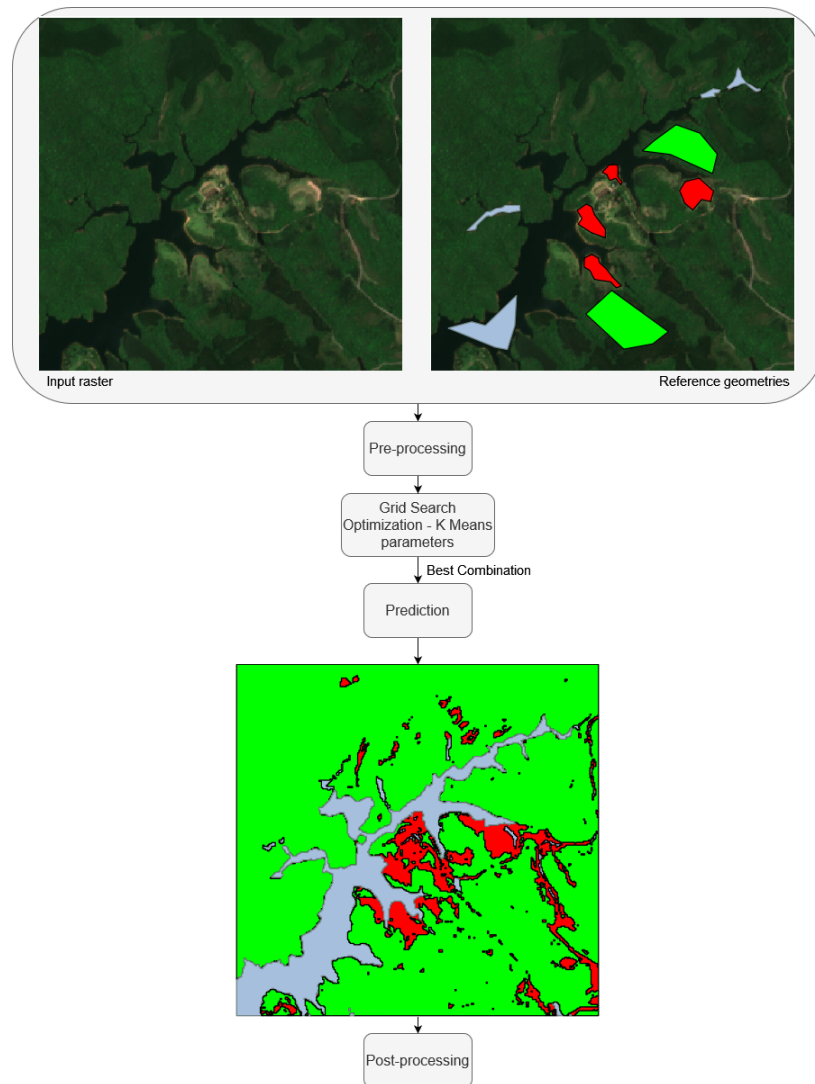 Input raster
Reference geometries
Pre-processing
Grid Search
Optimization - K Means
parameters
Best Combination
Prediction
Post-processing